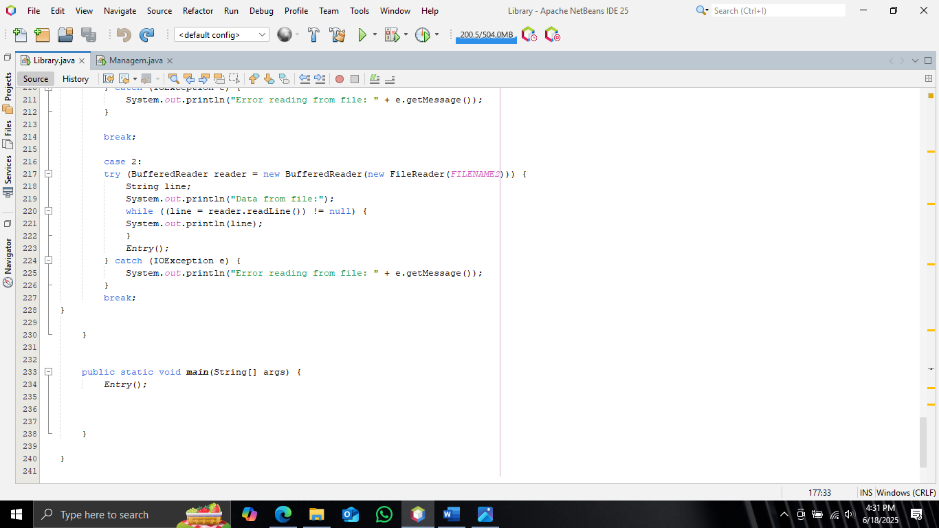 File Edit View Navigate Source Refactor Run Debug Profile Team Tools Window Help
Library - Apache NetBeans IDE 25
Search (Ctrl+I)
<default config>
200.5/504.0MB
Library.java
Managem.java
Source History
Projects
Files
Services
Navigator
210 } catch (IOException e) {
211 System.out.println("Error reading from file: " + e.getMessage());
212 }
213
214 break;
215
216 case 2:
217 try (BufferedReader reader = new BufferedReader(new FileReader(FILENAME2))) {
218 String line;
219 System.out.println("Data from file:");
220 while ((line = reader.readLine()) != null) {
221 System.out.println(line);
222 }
223 Entry();
224 } catch (IOException e) {
225 System.out.println("Error reading from file: " + e.getMessage());
226 }
227 break;
228 }
229
230 }
231
232
233 public static void main(String[] args) {
234 Entry();
235
236
237
238 }
239
240 }
241
177:33 INS Windows (CRLF)
Type here to search
4:31 PM
6/18/2025